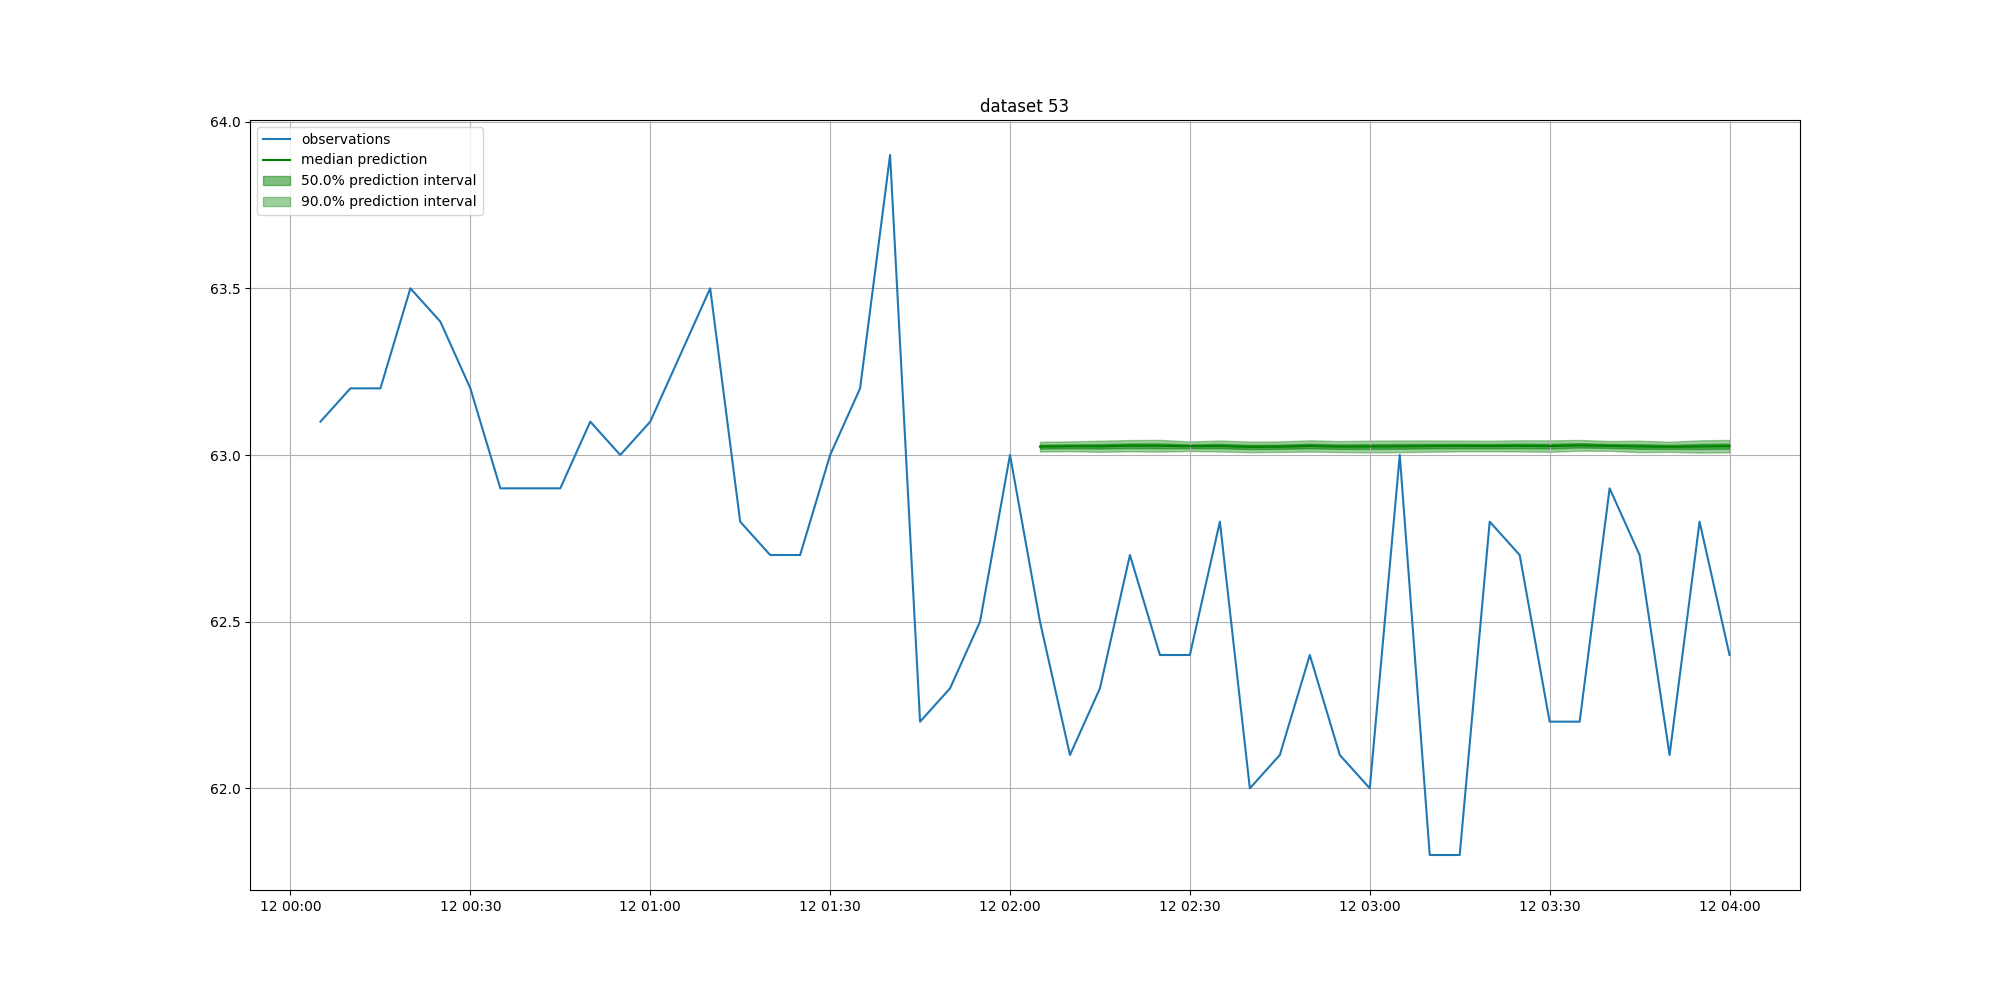 dataset 53
64.0
observations
median prediction
50.0% prediction interval
90.0% prediction interval
63.5
63.0
62.5
62.0
12 00:00 12 00:30 12 01:00 12 01:30 12 02:00 12 02:30 12 03:00 12 03:30 12 04:00